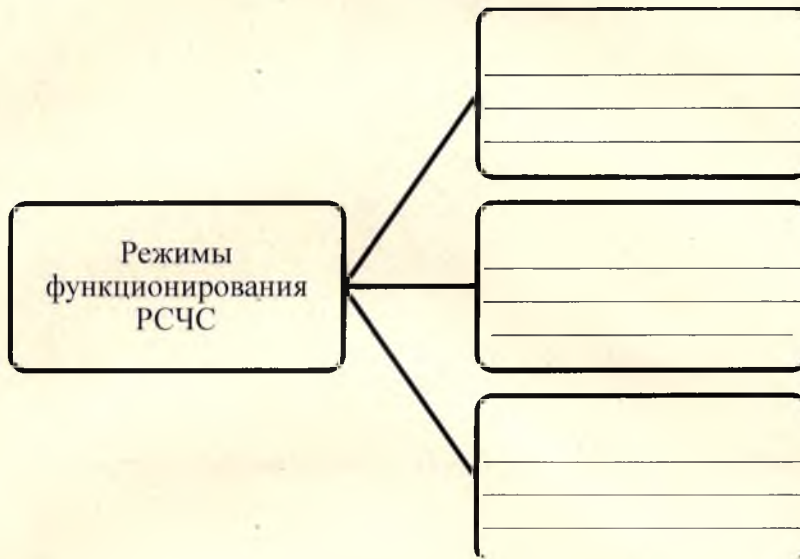 Режимы
функционирования
РСЧС